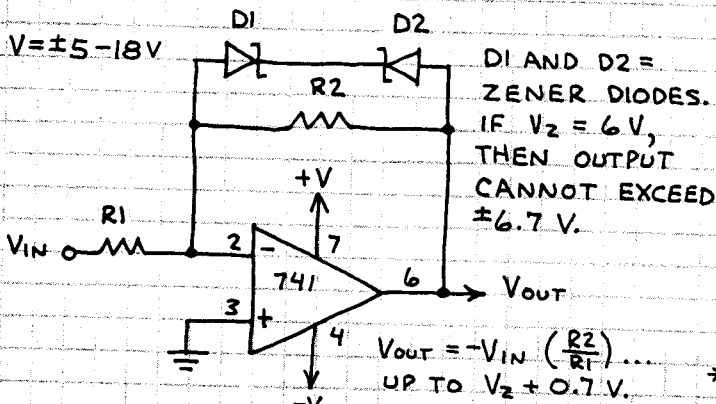 D1
D2
V=±5-18V
D1 AND D2 =
ZENER DIODES.
IF VZ = 6 V,
THEN OUTPUT
CANNOT EXCEED
±6.7 V.
R2
+V
R1
VIN
2
-
7
741
6
VOUT
3
+
4
VOUT = -VIN (R2/R1)...
UP TO VZ + 0.7 V.
-V